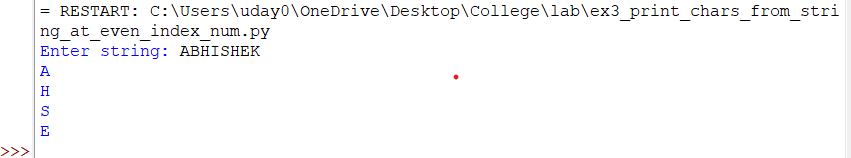 = RESTART: C:\Users\uday0\OneDrive\Desktop\College\lab\ex3_print_chars_from_stri
ng_at_even_index_num.py
Enter string: ABHISHEK
A
H
S
E
>>>